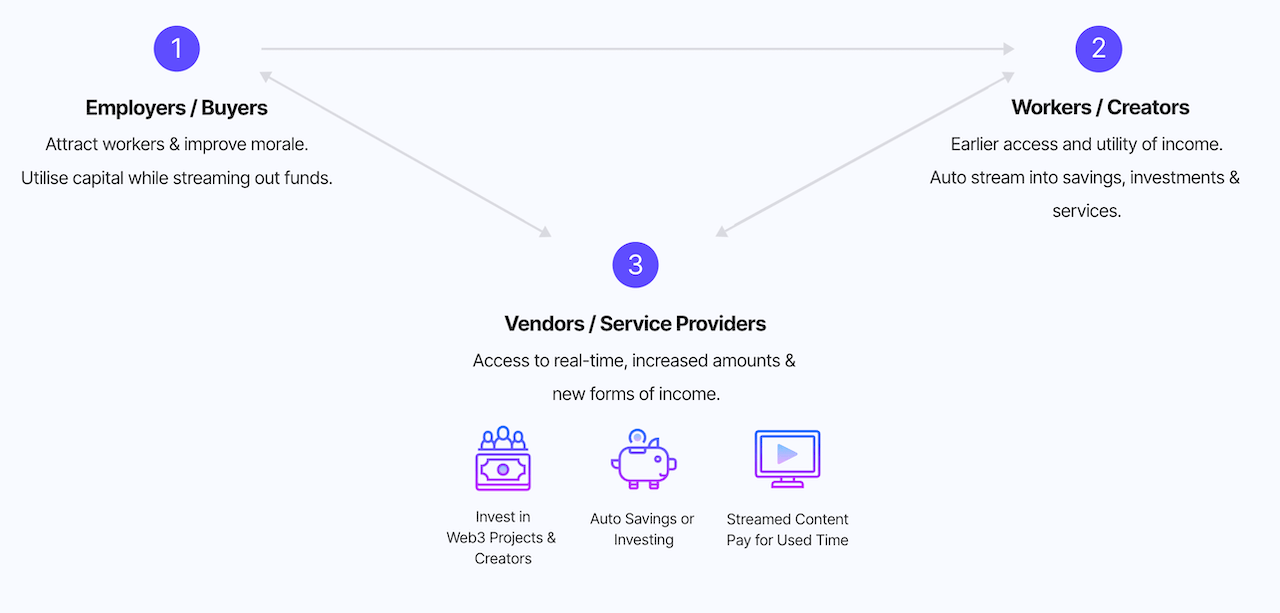 1
Employers / Buyers
Attract workers & improve morale.
Utilise capital while streaming out funds.
2
Workers / Creators
Earlier access and utility of income.
Auto stream into savings, investments &
services.
3
Vendors / Service Providers
Access to real-time, increased amounts &
new forms of income.
Invest in
Web3 Projects &
Creators
Auto Savings or
Investing
Streamed Content
Pay for Used Time